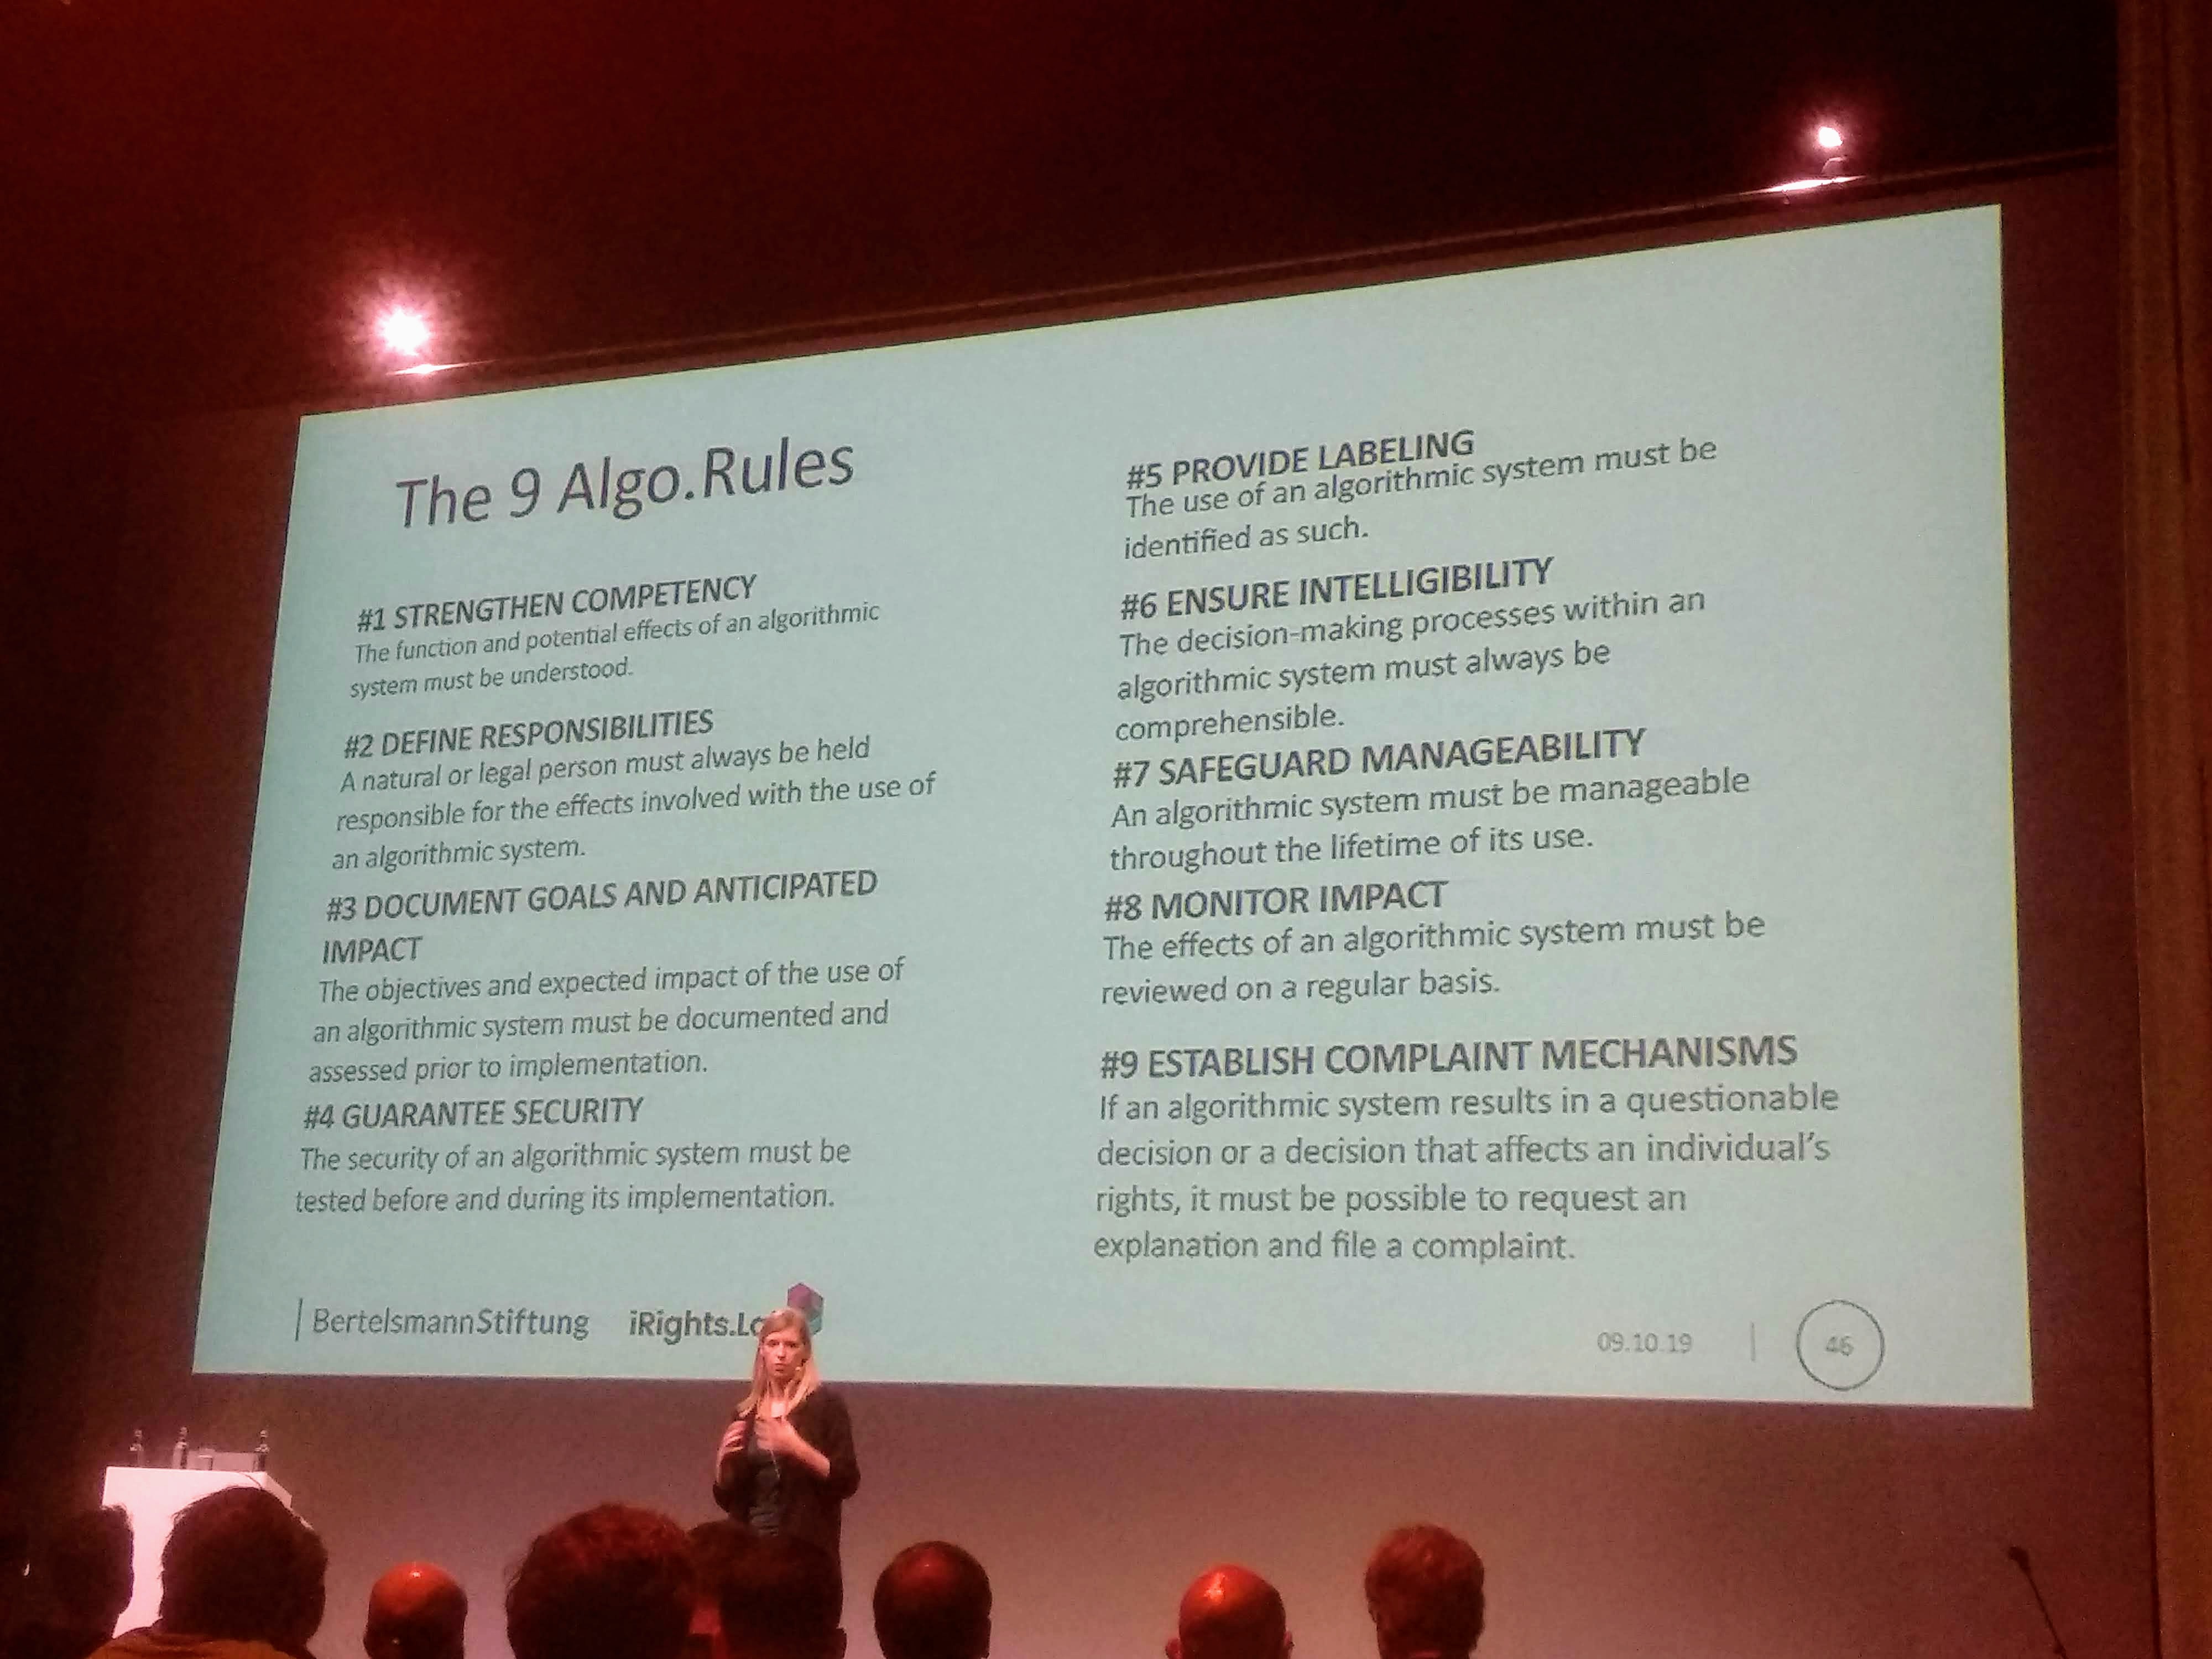 The 9 Algo.Rules
#1 STRENGTHEN COMPETENCY
The function and potential effects of an algorithmic
system must be understood.
#2 DEFINE RESPONSIBILITIES
A natural or legal person must always be held
responsible for the effects involved with the use of
an algorithmic system.
#3 DOCUMENT GOALS AND ANTICIPATED
IMPACT
The objectives and expected impact of the use of
an algorithmic system must be documented and
assessed prior to implementation.
#4 GUARANTEE SECURITY
The security of an algorithmic system must be
tested before and during its implementation.
#5 PROVIDE LABELING
The use of an algorithmic system must be
identified as such.
#6 ENSURE INTELLIGIBILITY
The decision-making processes within an
algorithmic system must always be
comprehensible.
#7 SAFEGUARD MANAGEABILITY
An algorithmic system must be manageable
throughout the lifetime of its use.
#8 MONITOR IMPACT
The effects of an algorithmic system must be
reviewed on a regular basis.
#9 ESTABLISH COMPLAINT MECHANISMS
If an algorithmic system results in a questionable
decision or a decision that affects an individual's
rights, it must be possible to request an
explanation and file a complaint.
BertelsmannStiftung
iRights.La
09.10.19
46